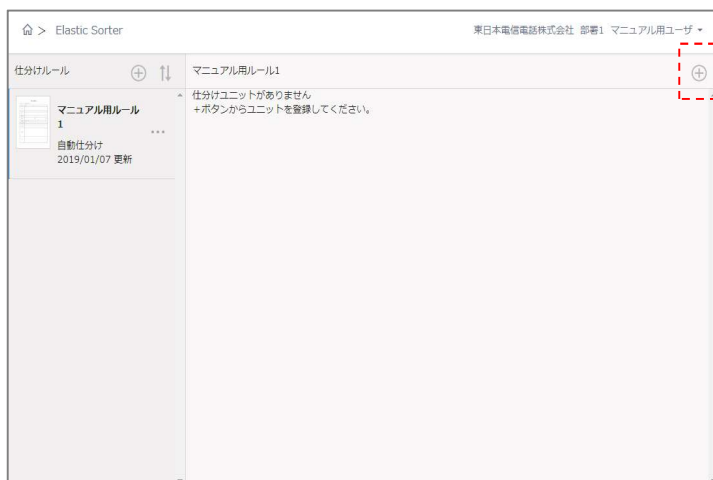 > Elastic Sorter
東日本電信電話株式会社 部署1 マニュアル用ユーザ
仕分けルール
マニュアル用ルール
1
自動仕分け
2019/01/07 更新
マニュアル用ルール1
仕分けユニットがありません
+ボタンからユニットを登録してください。